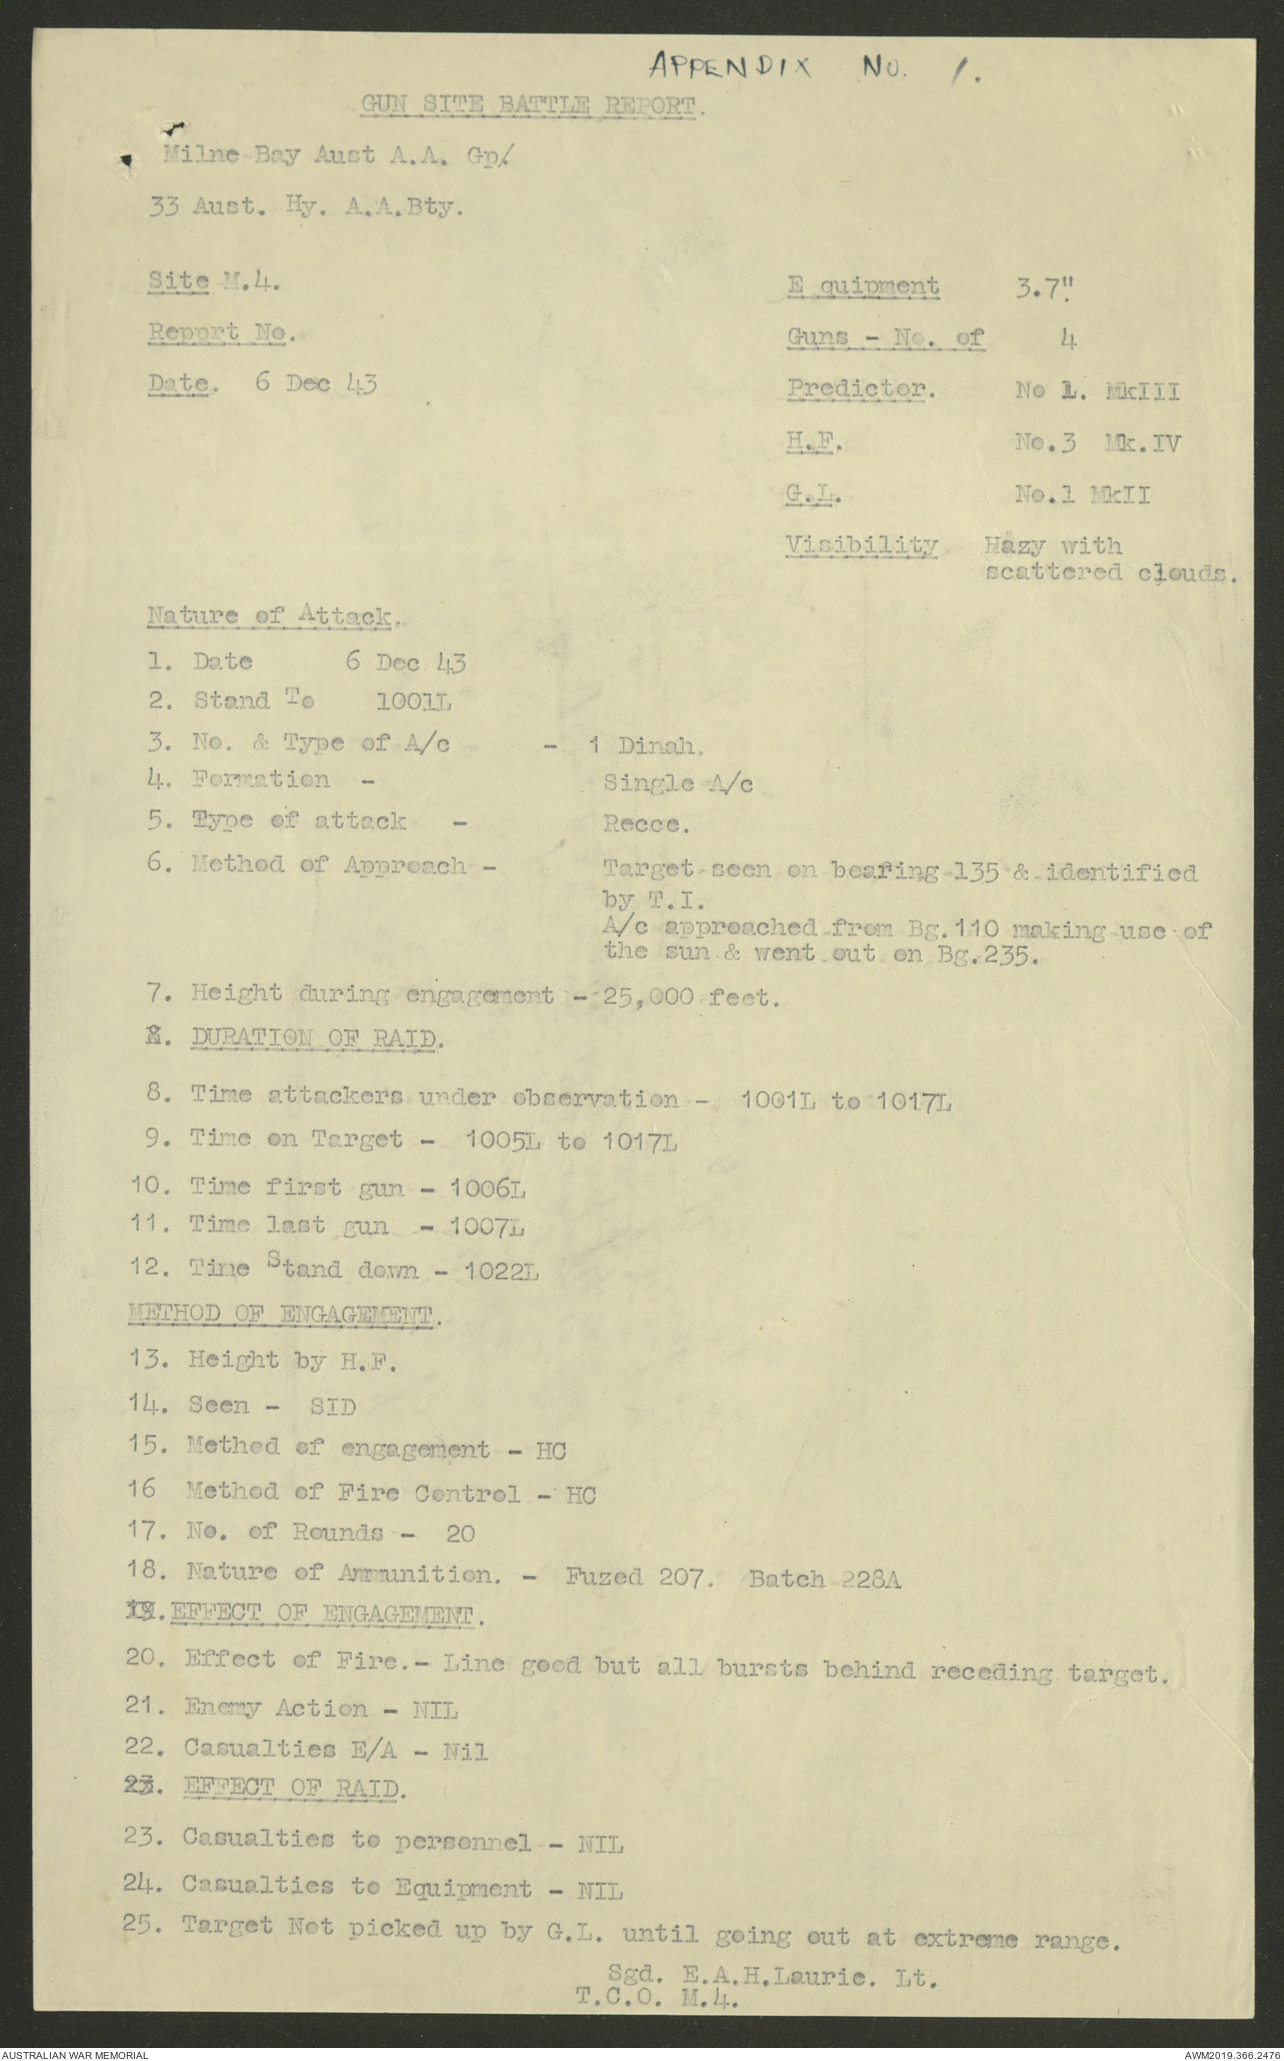 APPENDIX No. 1.
GUN SITE BATTLE REPORT.
Milne Bay Aust A.A. Gp.
33 Aust. Hy. A.A.Bty.
Site M.4.
E quipment 3.7".
Report No.
Guns - No. of 4
Date. 6 Dec 43
Predictor. No 1. MkIII
H.F. No.3 Mk.IV
G.L. No.1 MkII
Visibility Hazy with
scattered clouds.
Nature of Attack.
1. Date 6 Dec 43
2. Stand To 1001L
3. No. & Type of A/c - 1 Dinah.
4. Formation - Single A/c
5. Type of attack - Recce.
6. Method of Approach - Target seen on bearing 135 & identified
by T.I.
A/c approached from Bg.110 making use of
the sun & went out on Bg.235.
7. Height during engagement - 25,000 feet.
8. DURATION OF RAID.
8. Time attackers under observation - 1001L to 1017L
9. Time on Target - 1005L to 1017L
10. Time first gun - 1006L
11. Time last gun - 1007L
12. Time Stand down - 1022L
METHOD OF ENGAGEMENT.
13. Height by H.F.
14. Seen - SID
15. Method of engagement - HC
16 Method of Fire Control - HC
17. No. of Rounds - 20
18. Nature of Ammunition. - Fuzed 207. Batch 228A
19. EFFECT OF ENGAGEMENT.
20. Effect of Fire.- Line good but all bursts behind receding target.
21. Enemy Action - NIL
22. Casualties E/A - Nil
23. EFFECT OF RAID.
23. Casualties to personnel - NIL
24. Casualties to Equipment - NIL
25. Target Not picked up by G.L. until going out at extreme range.
Sgd. E.A.H.Laurie. Lt.
T.C.O. M.4.
AUSTRALIAN WAR MEMORIAL
AWM2019.366.2476